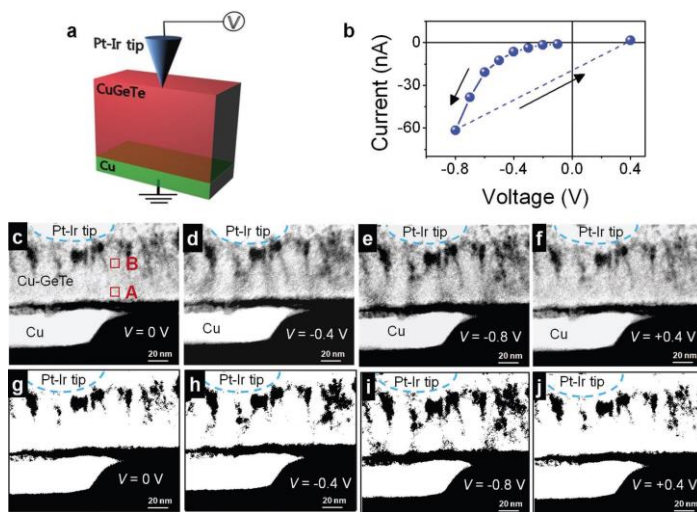 a
V
Pt-Ir tip
CuGeTe
Cu
b
Current (nA)
0
-30
-60
-0.8 -0.4 0.0 0.4
Voltage (V)
c
Pt-Ir tip
B
Cu-GeTe
A
Cu
V = 0 V
20 nm
d
Pt-Ir tip
Cu
V = -0.4 V
20 nm
e
Pt-Ir tip
Cu
V = -0.8 V
20 nm
f
Pt-Ir tip
Cu
V = +0.4 V
20 nm
g
Pt-Ir tip
V = 0 V
20 nm
h
Pt-Ir tip
V = -0.4 V
20 nm
i
Pt-Ir tip
V = -0.8 V
20 nm
j
Pt-Ir tip
V = +0.4 V
20 nm